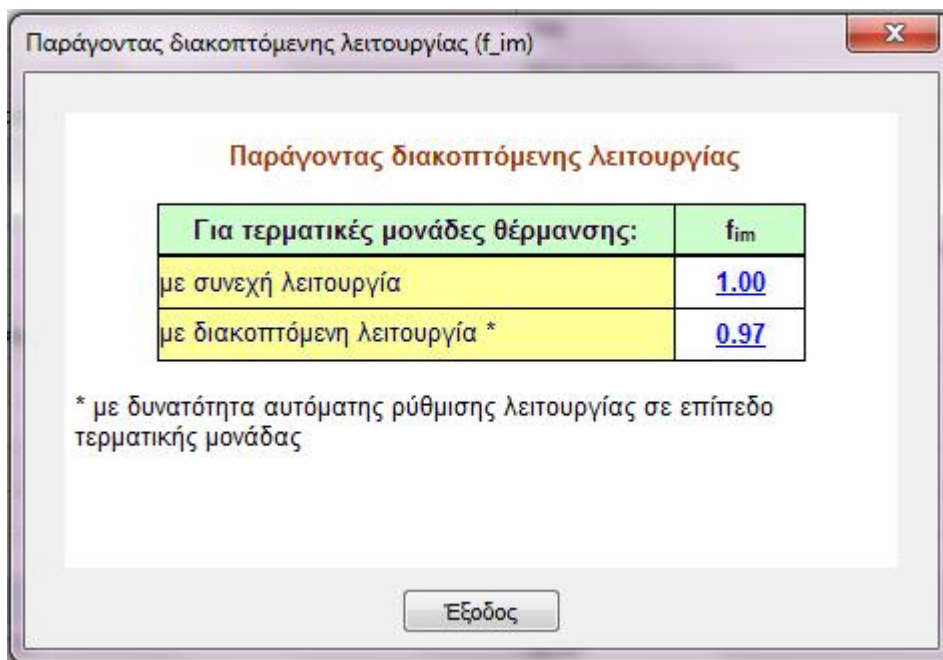 Παράγοντας διακοπτόμενης λειτουργίας (f_im)
Παράγοντας διακοπτόμενης λειτουργίας
Για τερματικές μονάδες θέρμανσης: fim
με συνεχή λειτουργία 1.00
με διακοπτόμενη λειτουργία * 0.97
* με δυνατότητα αυτόματης ρύθμισης λειτουργίας σε επίπεδο
τερματικής μονάδας
Έξοδος